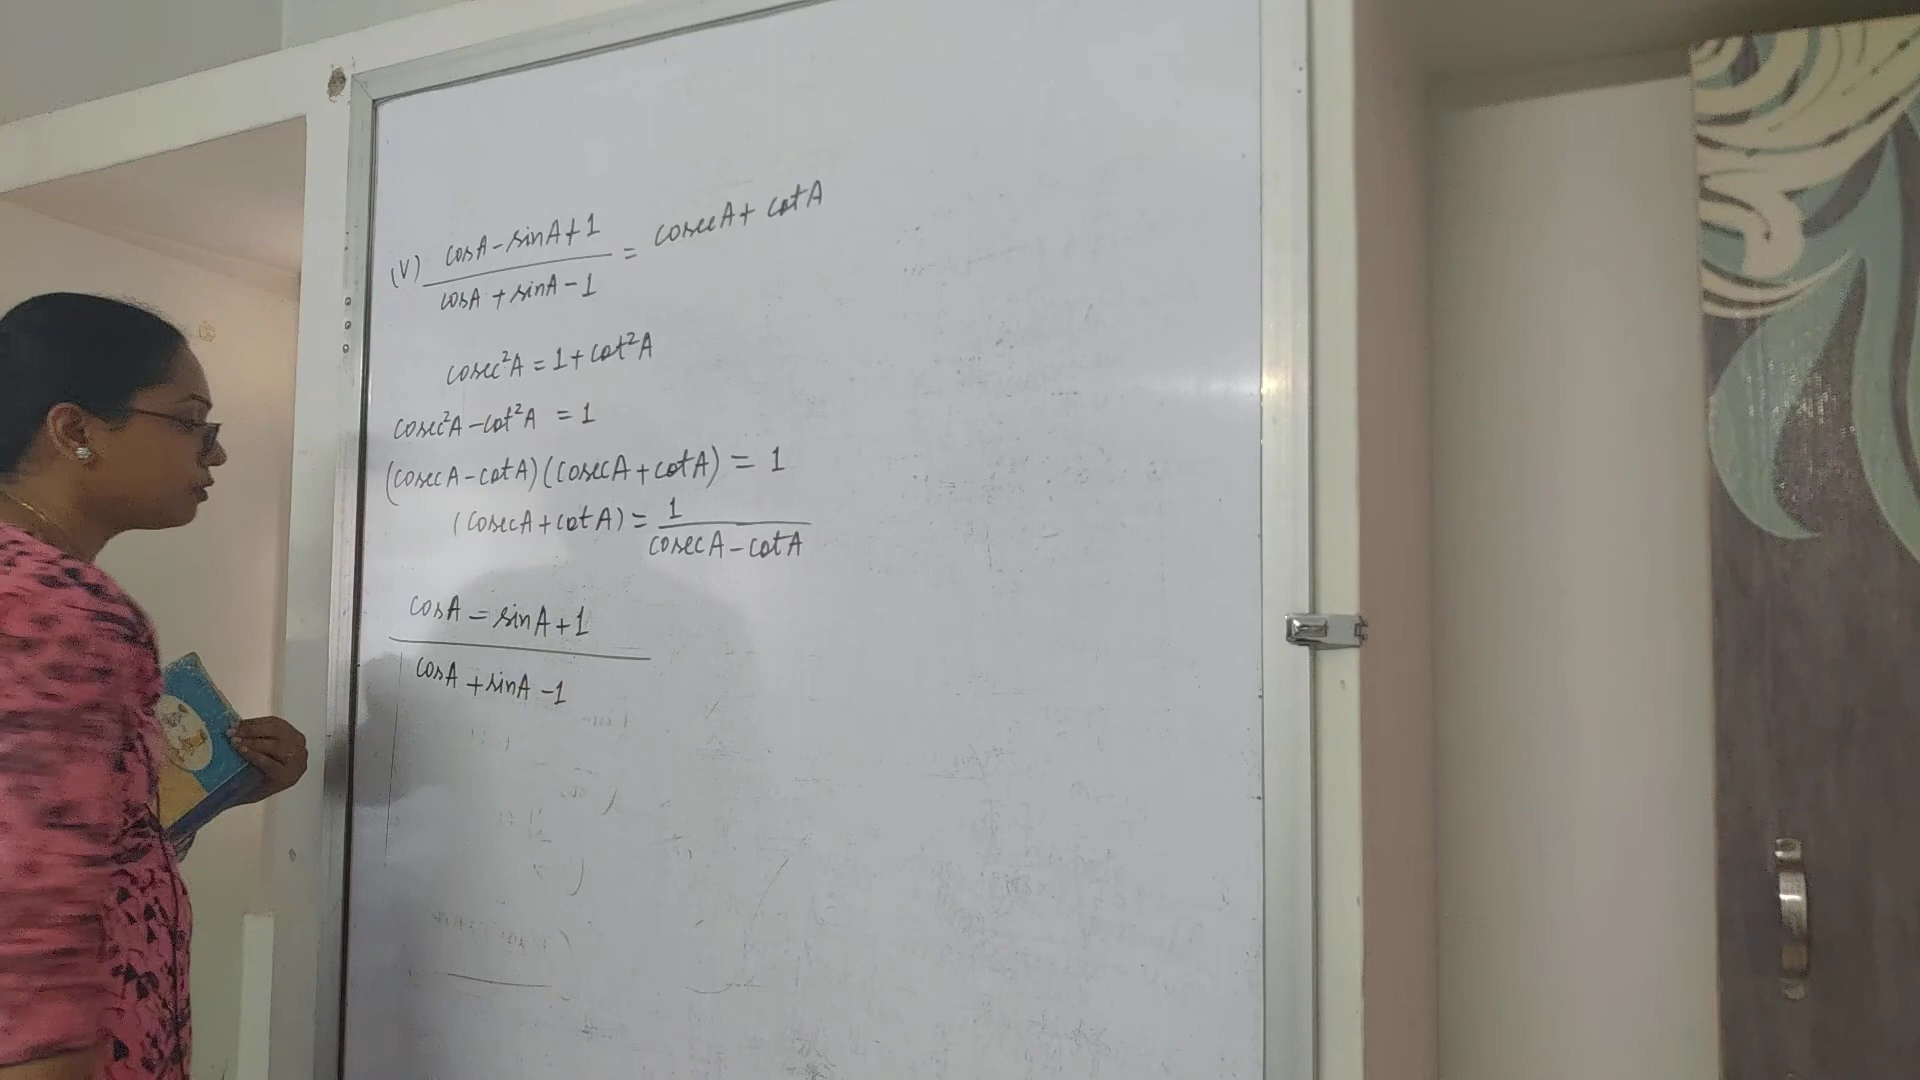 (V) cosA - sinA + 1 / cosA + sinA - 1 = cosecA + cotA
cosec²A = 1 + cot²A
cosec²A - cot²A = 1
(cosecA - cotA)(cosecA + cotA) = 1
(cosecA + cotA) = 1 / cosecA - cotA
cosA = sinA + 1
cosA + sinA - 1